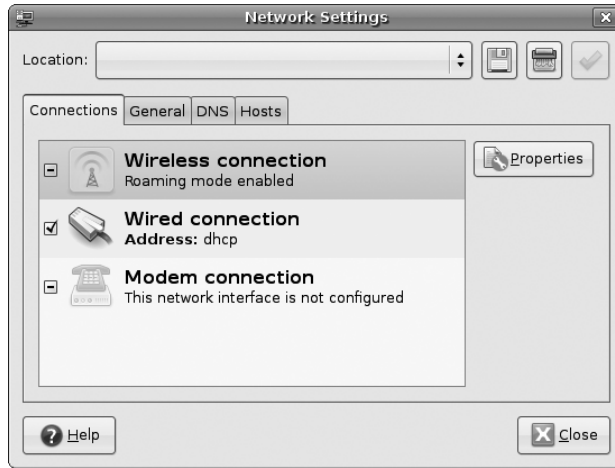 Network Settings
Location:
Connections General DNS Hosts
Wireless connection
Roaming mode enabled
Properties
Wired connection
Address: dhcp
Modem connection
This network interface is not configured
Help
Close